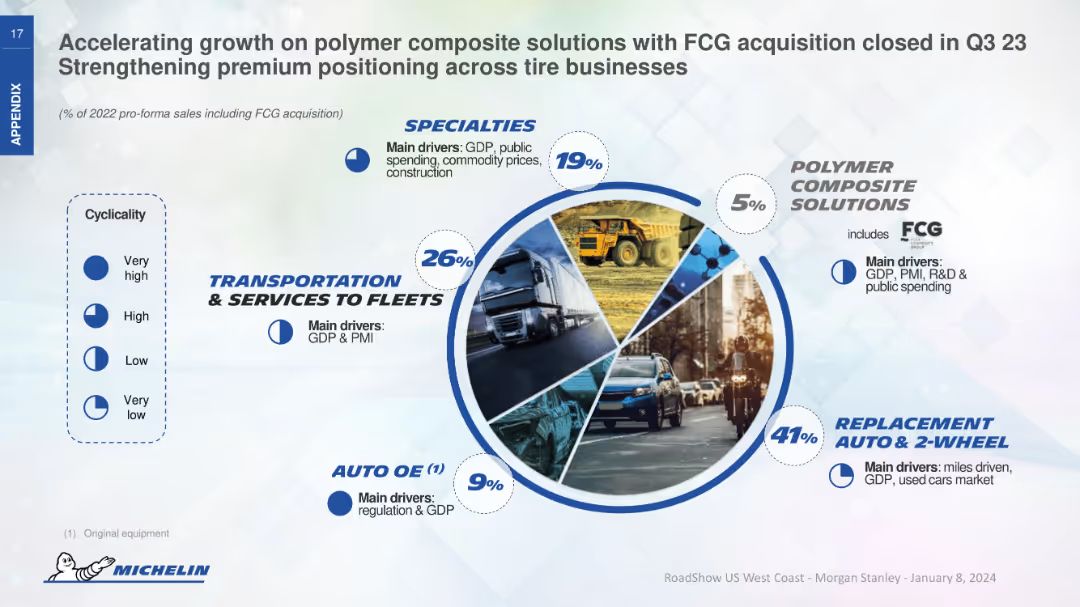 17
APPENDIX
Accelerating growth on polymer composite solutions with FCG acquisition closed in Q3 23
Strengthening premium positioning across tire businesses
(% of 2022 pro-forma sales including FCG acquisition)
SPECIALTIES
Main drivers: GDP, public
spending, commodity prices,
construction
19%
POLYMER
COMPOSITE
SOLUTIONS
5%
includes FCG
Main drivers:
GDP, PMI, R&D &
public spending
Cyclicality
Very
high
High
Low
Very
low
26%
TRANSPORTATION
& SERVICES TO FLEETS
Main drivers:
GDP & PMI
41%
REPLACEMENT
AUTO & 2-WHEEL
Main drivers: miles driven,
GDP, used cars market
AUTO OE (1)
9%
Main drivers:
regulation & GDP
(1) Original equipment
MICHELIN
RoadShow US West Coast - Morgan Stanley - January 8, 2024